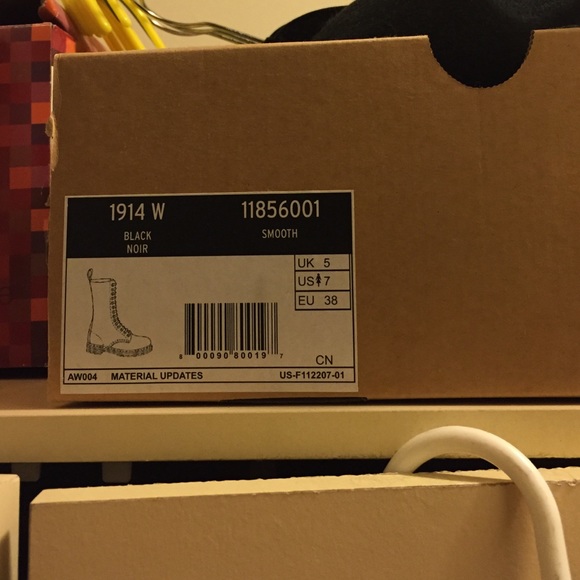 1914 W 11856001
BLACK SMOOTH
NOIR
UK 5
US 7
EU 38
0 00090 80019 7
CN
AW004 MATERIAL UPDATES US-F112207-01